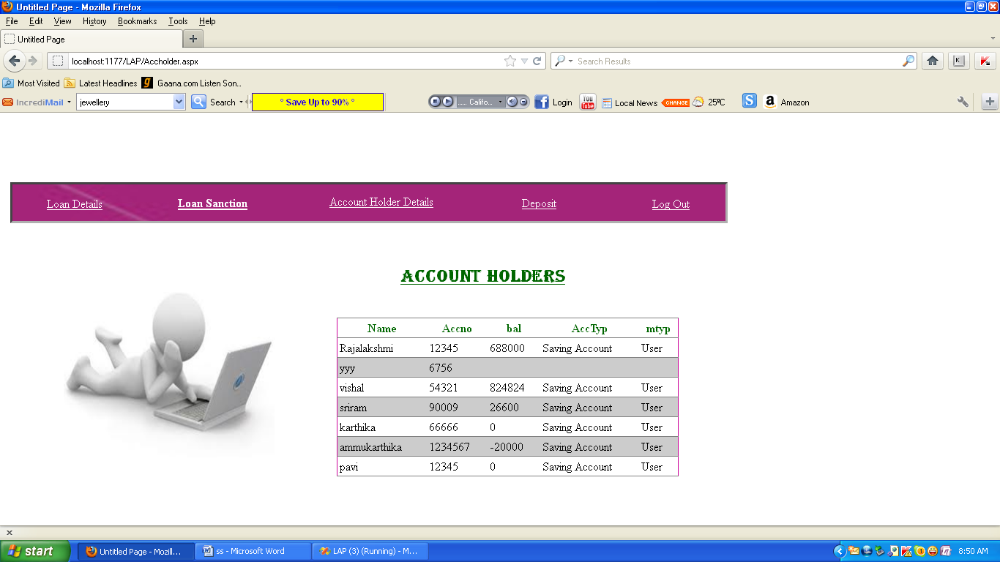 Untitled Page - Mozilla Firefox
File Edit View History Bookmarks Tools Help
Untitled Page
localhost:1177/LAP/Accholder.aspx Search Results
Most Visited Latest Headlines g Gaana.com Listen Son...
IncrediMail jewellery Search ° Save Up to 90% ° ...... Califo... f Login You Tube Local News CHANGE 25ºC S a Amazon
Loan Details Loan Sanction Account Holder Details Deposit Log Out
ACCOUNT HOLDERS
Name Accno bal AccTyp mtyp
Rajalakshmi 12345 688000 Saving Account User
yyy 6756
vishal 54321 824824 Saving Account User
sriram 90009 26600 Saving Account User
karthika 66666 0 Saving Account User
ammukarthika 1234567 -20000 Saving Account User
pavi 12345 0 Saving Account User
start Untitled Page - Mozill... ss - Microsoft Word LAP (3) (Running) - M... 8:50 AM